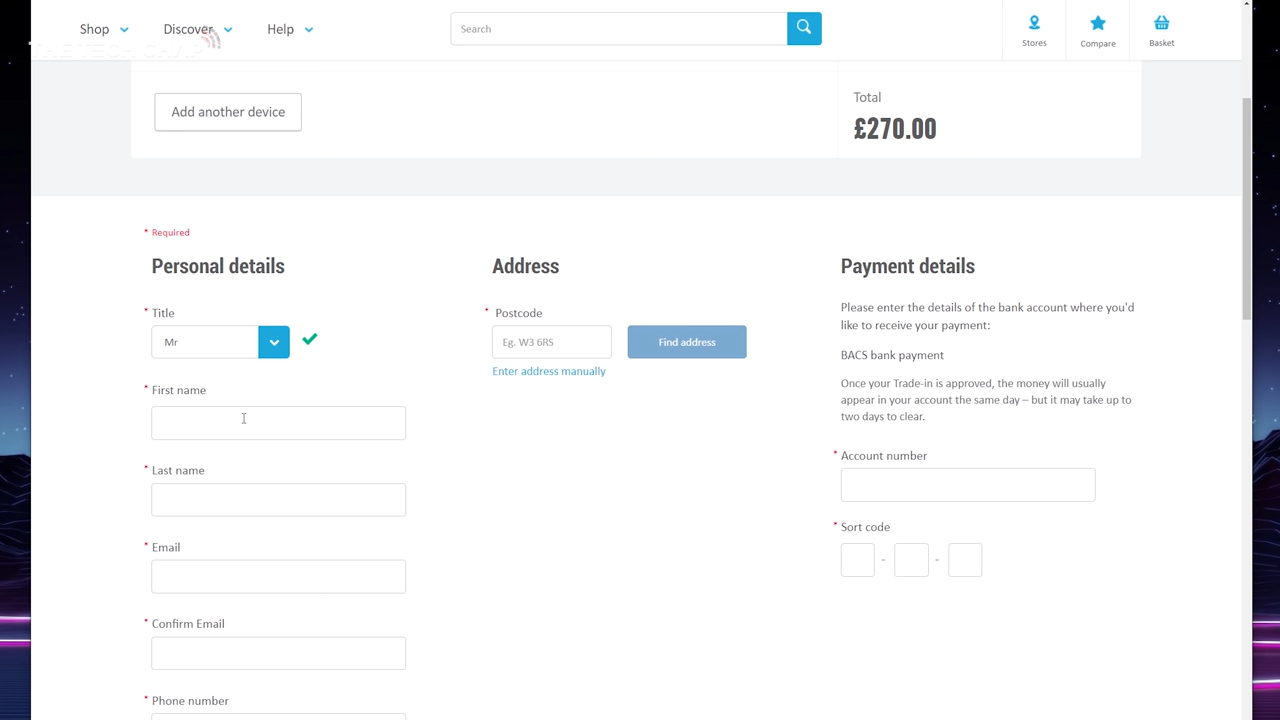 Shop
Discover
Help
Search
Stores
Compare
Basket
THE TECH CHAP
Add another device
Total
£270.00
* Required
Personal details
* Title
Mr
* First name
* Last name
* Email
* Confirm Email
* Phone number
Address
* Postcode
Eg. W3 6RS
Find address
Enter address manually
Payment details
Please enter the details of the bank account where you'd
like to receive your payment:
BACS bank payment
Once your Trade-in is approved, the money will usually
appear in your account the same day – but it may take up to
two days to clear.
* Account number
* Sort code
- -